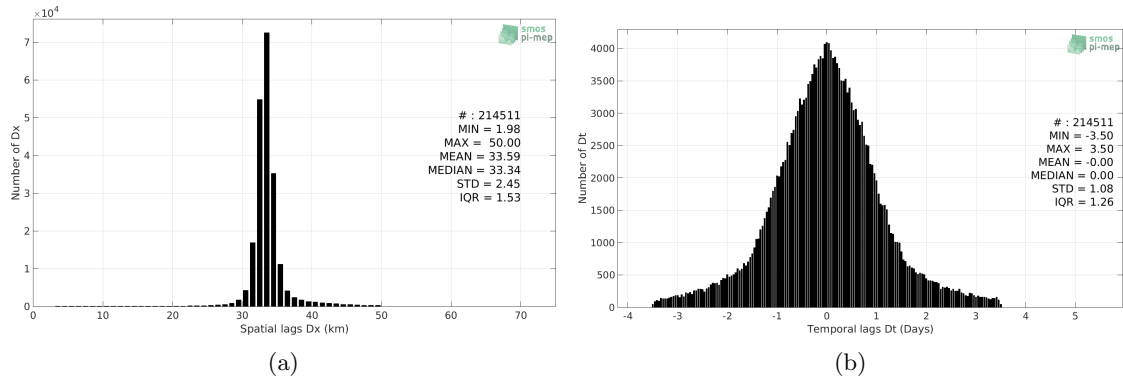 ×10⁴
7
6
5
4
3
2
1
0
Number of Dx
0 10 20 30 40 50 60 70
Spatial lags Dx (km)
smos
pi-mep
# : 214511
MIN = 1.98
MAX = 50.00
MEAN = 33.59
MEDIAN = 33.34
STD = 2.45
IQR = 1.53
(a)
4000
3500
3000
2500
2000
1500
1000
500
0
Number of Dt
-4 -3 -2 -1 0 1 2 3 4 5
Temporal lags Dt (Days)
smos
pi-mep
# : 214511
MIN = -3.50
MAX = 3.50
MEAN = -0.00
MEDIAN = 0.00
STD = 1.08
IQR = 1.26
(b)